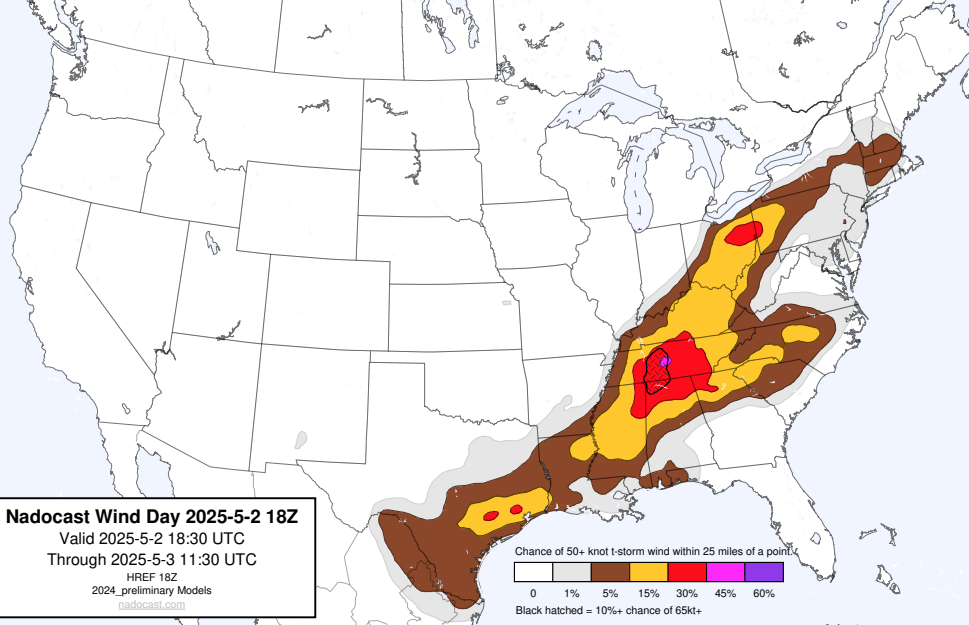 Nadocast Wind Day 2025-5-2 18Z
Valid 2025-5-2 18:30 UTC
Through 2025-5-3 11:30 UTC
HREF 18Z
2024_preliminary Models
nadocast.com
Chance of 50+ knot t-storm wind within 25 miles of a point.
0 1% 5% 15% 30% 45% 60%
Black hatched = 10%+ chance of 65kt+